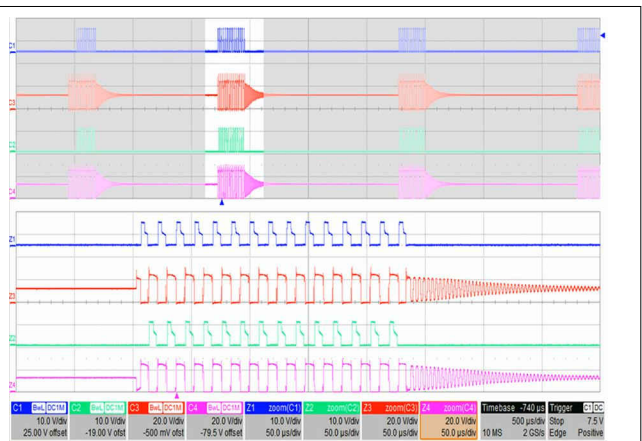 C1
C3
C2
C4
Z1
Z3
Z2
Z4
C1 BwL DC1M C2 BwL DC1M C3 BwL DC1M C4 BwL DC1M Z1 zoom(C1) Z2 zoom(C2) Z3 zoom(C3) Z4 zoom(C4) Timebase -740 µs Trigger C1 DC
10.0 V/div 10.0 V/div 20.0 V/div 20.0 V/div 10.0 V/div 10.0 V/div 20.0 V/div 20.0 V/div 500 µs/div Stop 7.5 V
25.00 V offset -19.00 V ofst -500 mV ofst -79.5 V offset 50.0 µs/div 50.0 µs/div 50.0 µs/div 50.0 µs/div 10 MS 2 GS/s Edge Positive